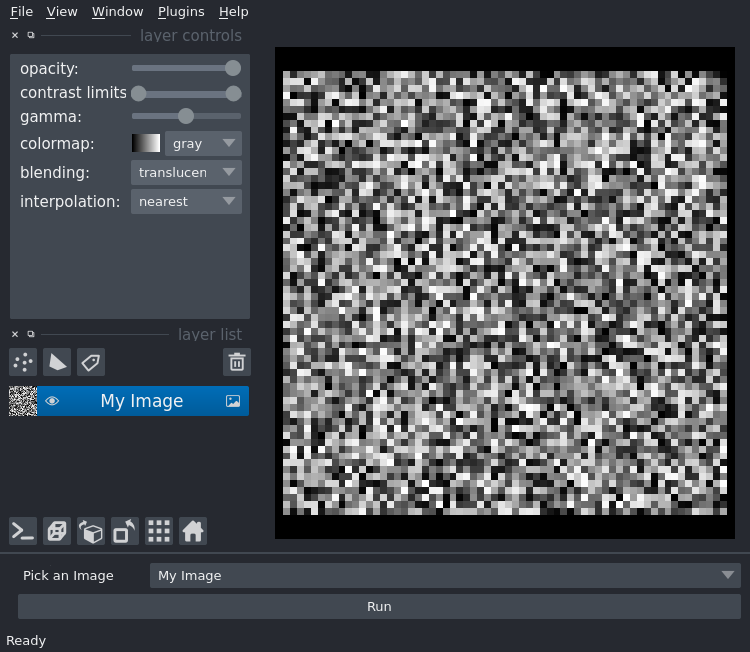 File View Window Plugins Help
layer controls
opacity:
contrast limits
gamma:
colormap: gray
blending: translucen
interpolation: nearest
layer list
My Image
Pick an Image My Image
Run
Ready